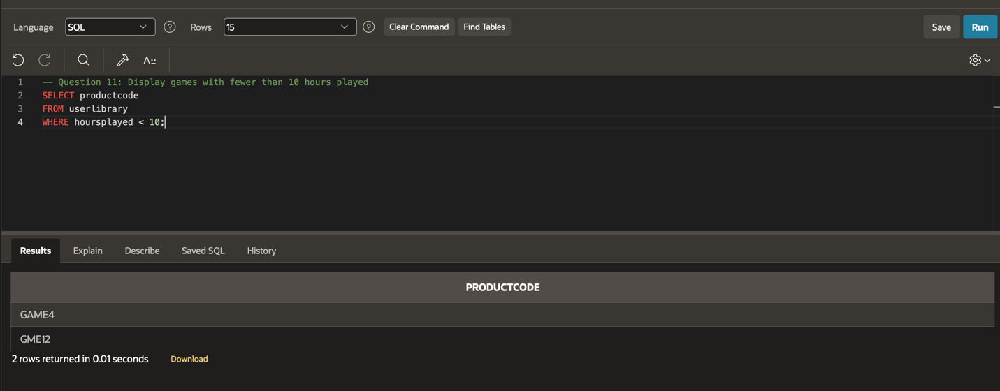 Language SQL Rows 15 Clear Command Find Tables Save Run
A::
1 -- Question 11: Display games with fewer than 10 hours played
2 SELECT productcode
3 FROM userlibrary
4 WHERE hoursplayed < 10;
Results Explain Describe Saved SQL History
PRODUCTCODE
GAME4
GME12
2 rows returned in 0.01 seconds Download